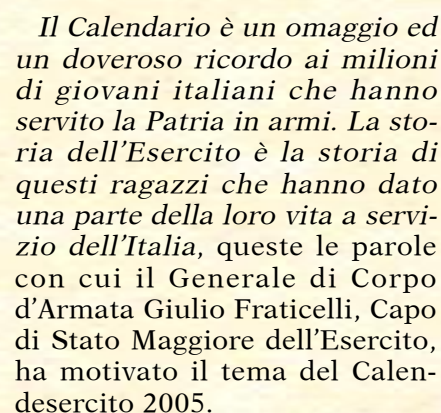 Il Calendario è un omaggio ed
un doveroso ricordo ai milioni
di giovani italiani che hanno
servito la Patria in armi. La sto-
ria dell'Esercito è la storia di
questi ragazzi che hanno dato
una parte della loro vita a servi-
zio dell'Italia, queste le parole
con cui il Generale di Corpo
d'Armata Giulio Fraticelli, Capo
di Stato Maggiore dell'Esercito,
ha motivato il tema del Calen-
desercito 2005.